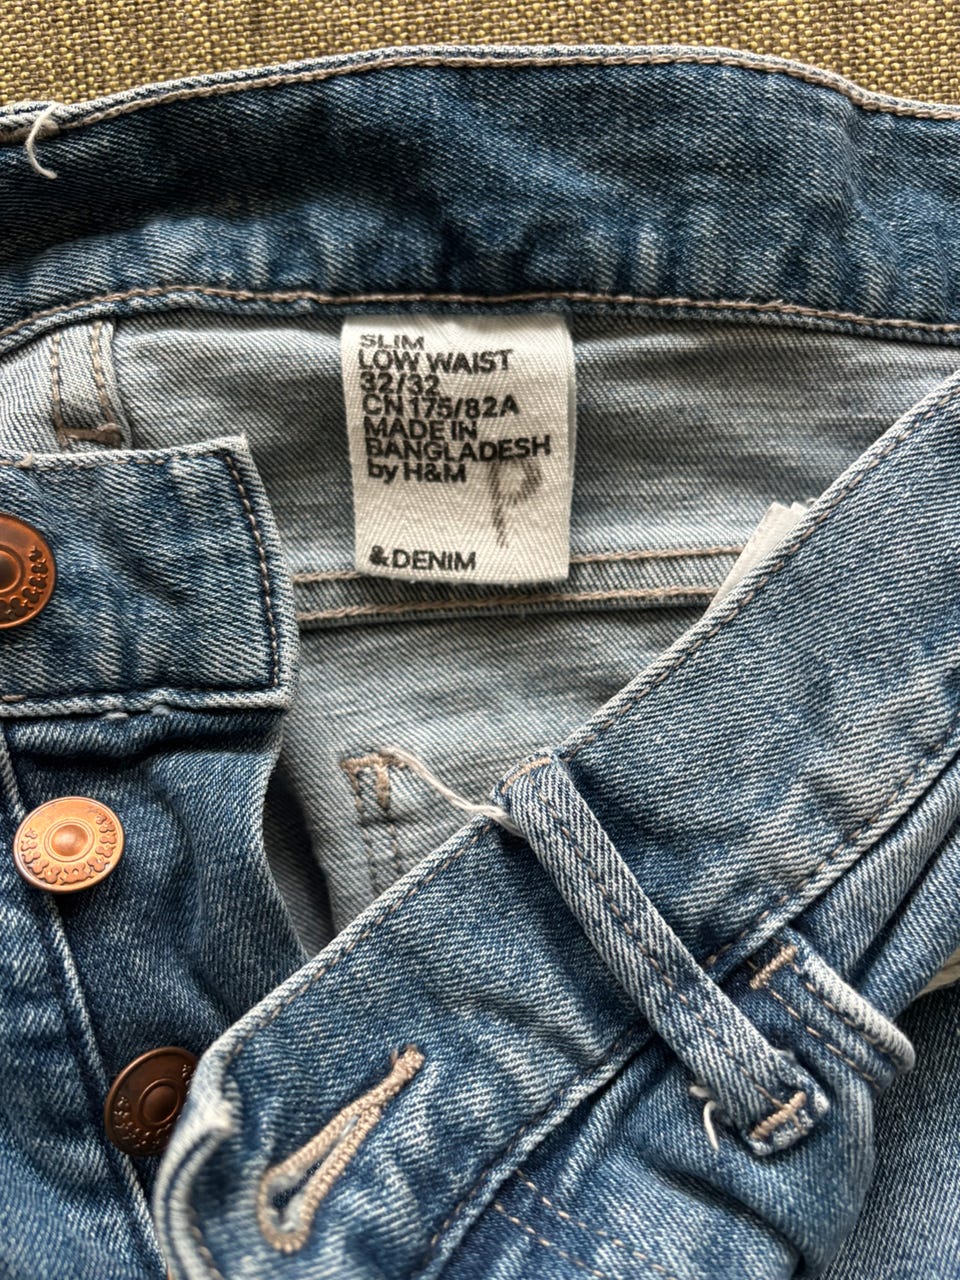 SLIM
LOW WAIST
32/32
CN 175/82A
MADE IN
BANGLADESH
by H&M
&DENIM